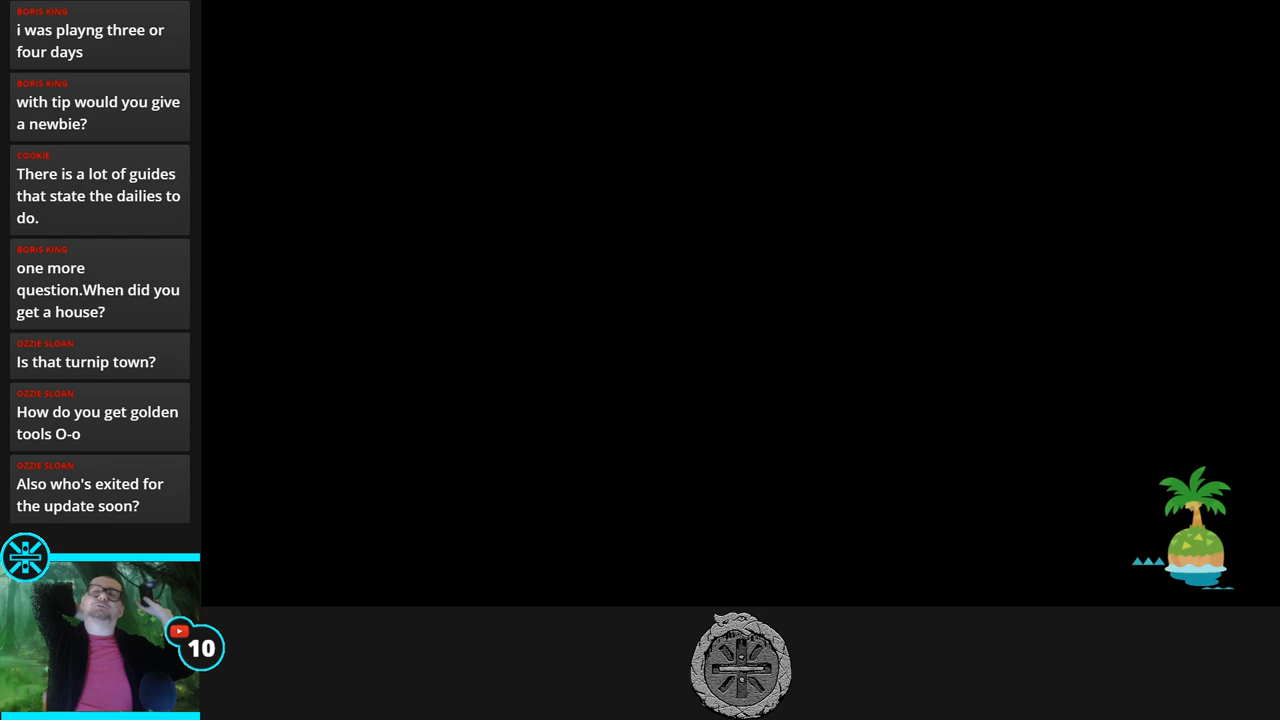 BORIS KING
i was playng three or
four days
BORIS KING
with tip would you give
a newbie?
COOKIE
There is a lot of guides
that state the dailies to
do.
BORIS KING
one more
question.When did you
get a house?
OZZIE SLOAN
Is that turnip town?
OZZIE SLOAN
How do you get golden
tools O-o
OZZIE SLOAN
Also who's exited for
the update soon?
10